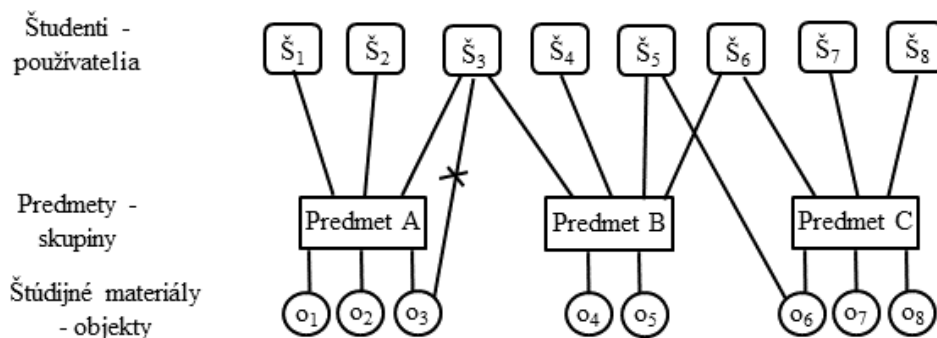 Študenti -
používatelia
Š1 Š2 Š3 Š4 Š5 Š6 Š7 Š8
Predmety -
skupiny
Predmet A Predmet B Predmet C
Štúdijné materiály
- objekty
o1 o2 o3 o4 o5 o6 o7 o8